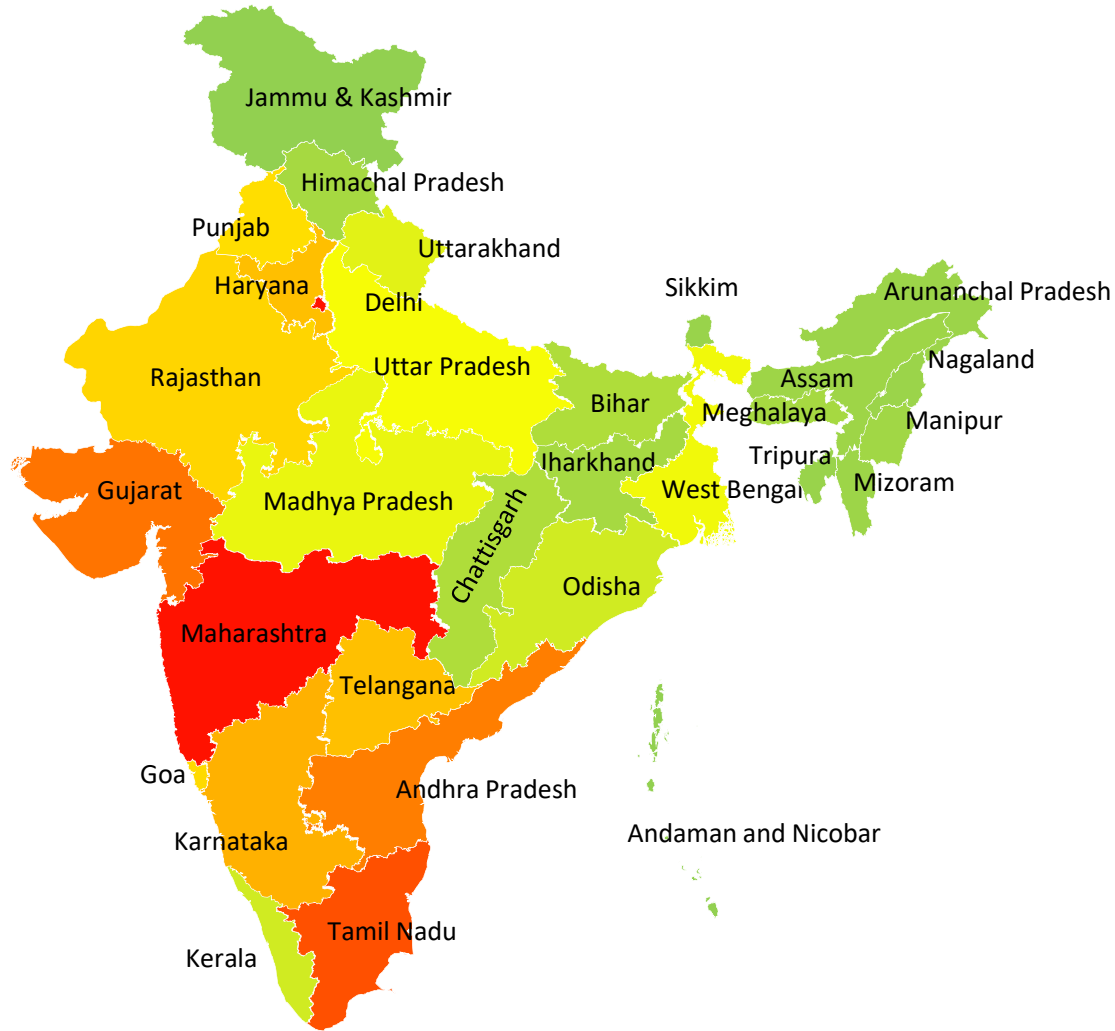 Jammu & Kashmir
Himachal Pradesh
Punjab
Uttarakhand
Haryana
Sikkim
Arunanchal Pradesh
Delhi
Nagaland
Uttar Pradesh
Rajasthan
Assam
Bihar
Meghalaya
Manipur
Tripura
Iharkhand
Mizoram
Gujarat
West Bengal
Madhya Pradesh
Chattisgarh
Odisha
Maharashtra
Telangana
Goa
Andhra Pradesh
Andaman and Nicobar
Karnataka
Tamil Nadu
Kerala